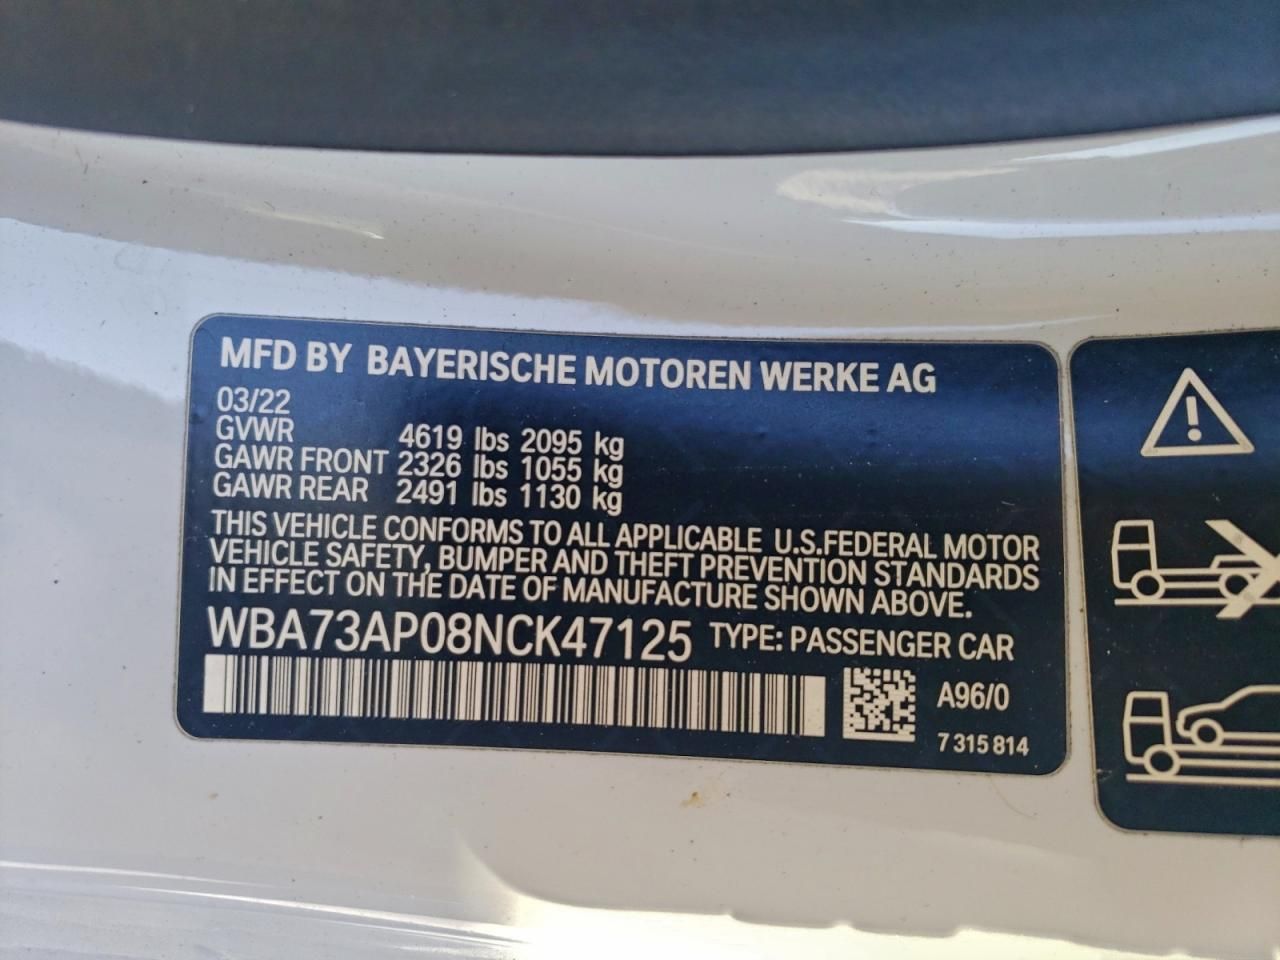 MFD BY BAYERISCHE MOTOREN WERKE AG
03/22
GVWR 4619 lbs 2095 kg
GAWR FRONT 2326 lbs 1055 kg
GAWR REAR 2491 lbs 1130 kg
THIS VEHICLE CONFORMS TO ALL APPLICABLE U.S.FEDERAL MOTOR
VEHICLE SAFETY, BUMPER AND THEFT PREVENTION STANDARDS
IN EFFECT ON THE DATE OF MANUFACTURE SHOWN ABOVE.
WBA73AP08NCK47125 TYPE: PASSENGER CAR
A96/0
7 315 814